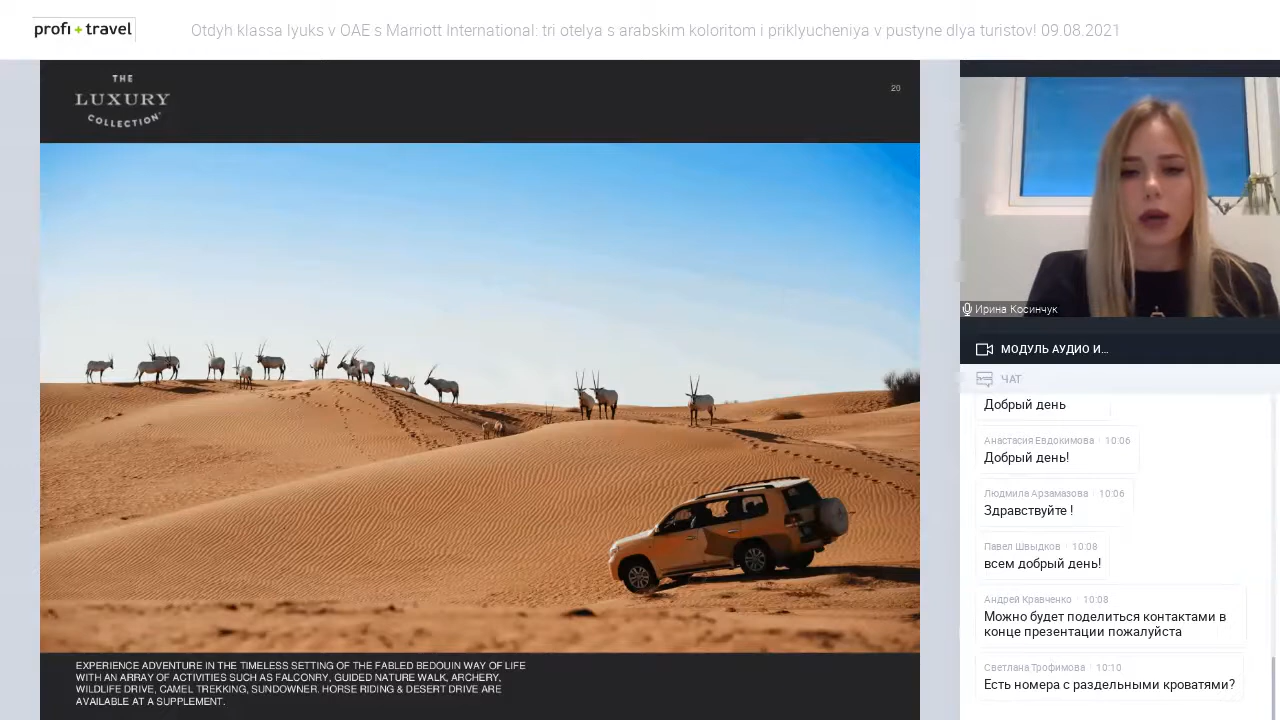 profi + travel
Otdyh klassa lyuks v OAE s Marriott International: tri otelya s arabskim koloritom i priklyucheniya v pustyne dlya turistov! 09.08.2021
THE
LUXURY
COLLECTION
20
EXPERIENCE ADVENTURE IN THE TIMELESS SETTING OF THE FABLED BEDOUIN WAY OF LIFE
WITH AN ARRAY OF ACTIVITIES SUCH AS FALCONRY, GUIDED NATURE WALK, ARCHERY,
WILDLIFE DRIVE, CAMEL TREKKING, SUNDOWNER. HORSE RIDING & DESERT DRIVE ARE
AVAILABLE AT A SUPPLEMENT.
Ирина Косинчук
МОДУЛЬ АУДИО И...
ЧАТ
Добрый день
Анастасия Евдокимова 10:06
Добрый день!
Людмила Арзамазова 10:06
Здравствуйте !
Павел Швыдков 10:08
всем добрый день!
Андрей Кравченко 10:08
Можно будет поделиться контактами в
конце презентации пожалуйста
Светлана Трофимова 10:10
Есть номера с раздельными кроватями?